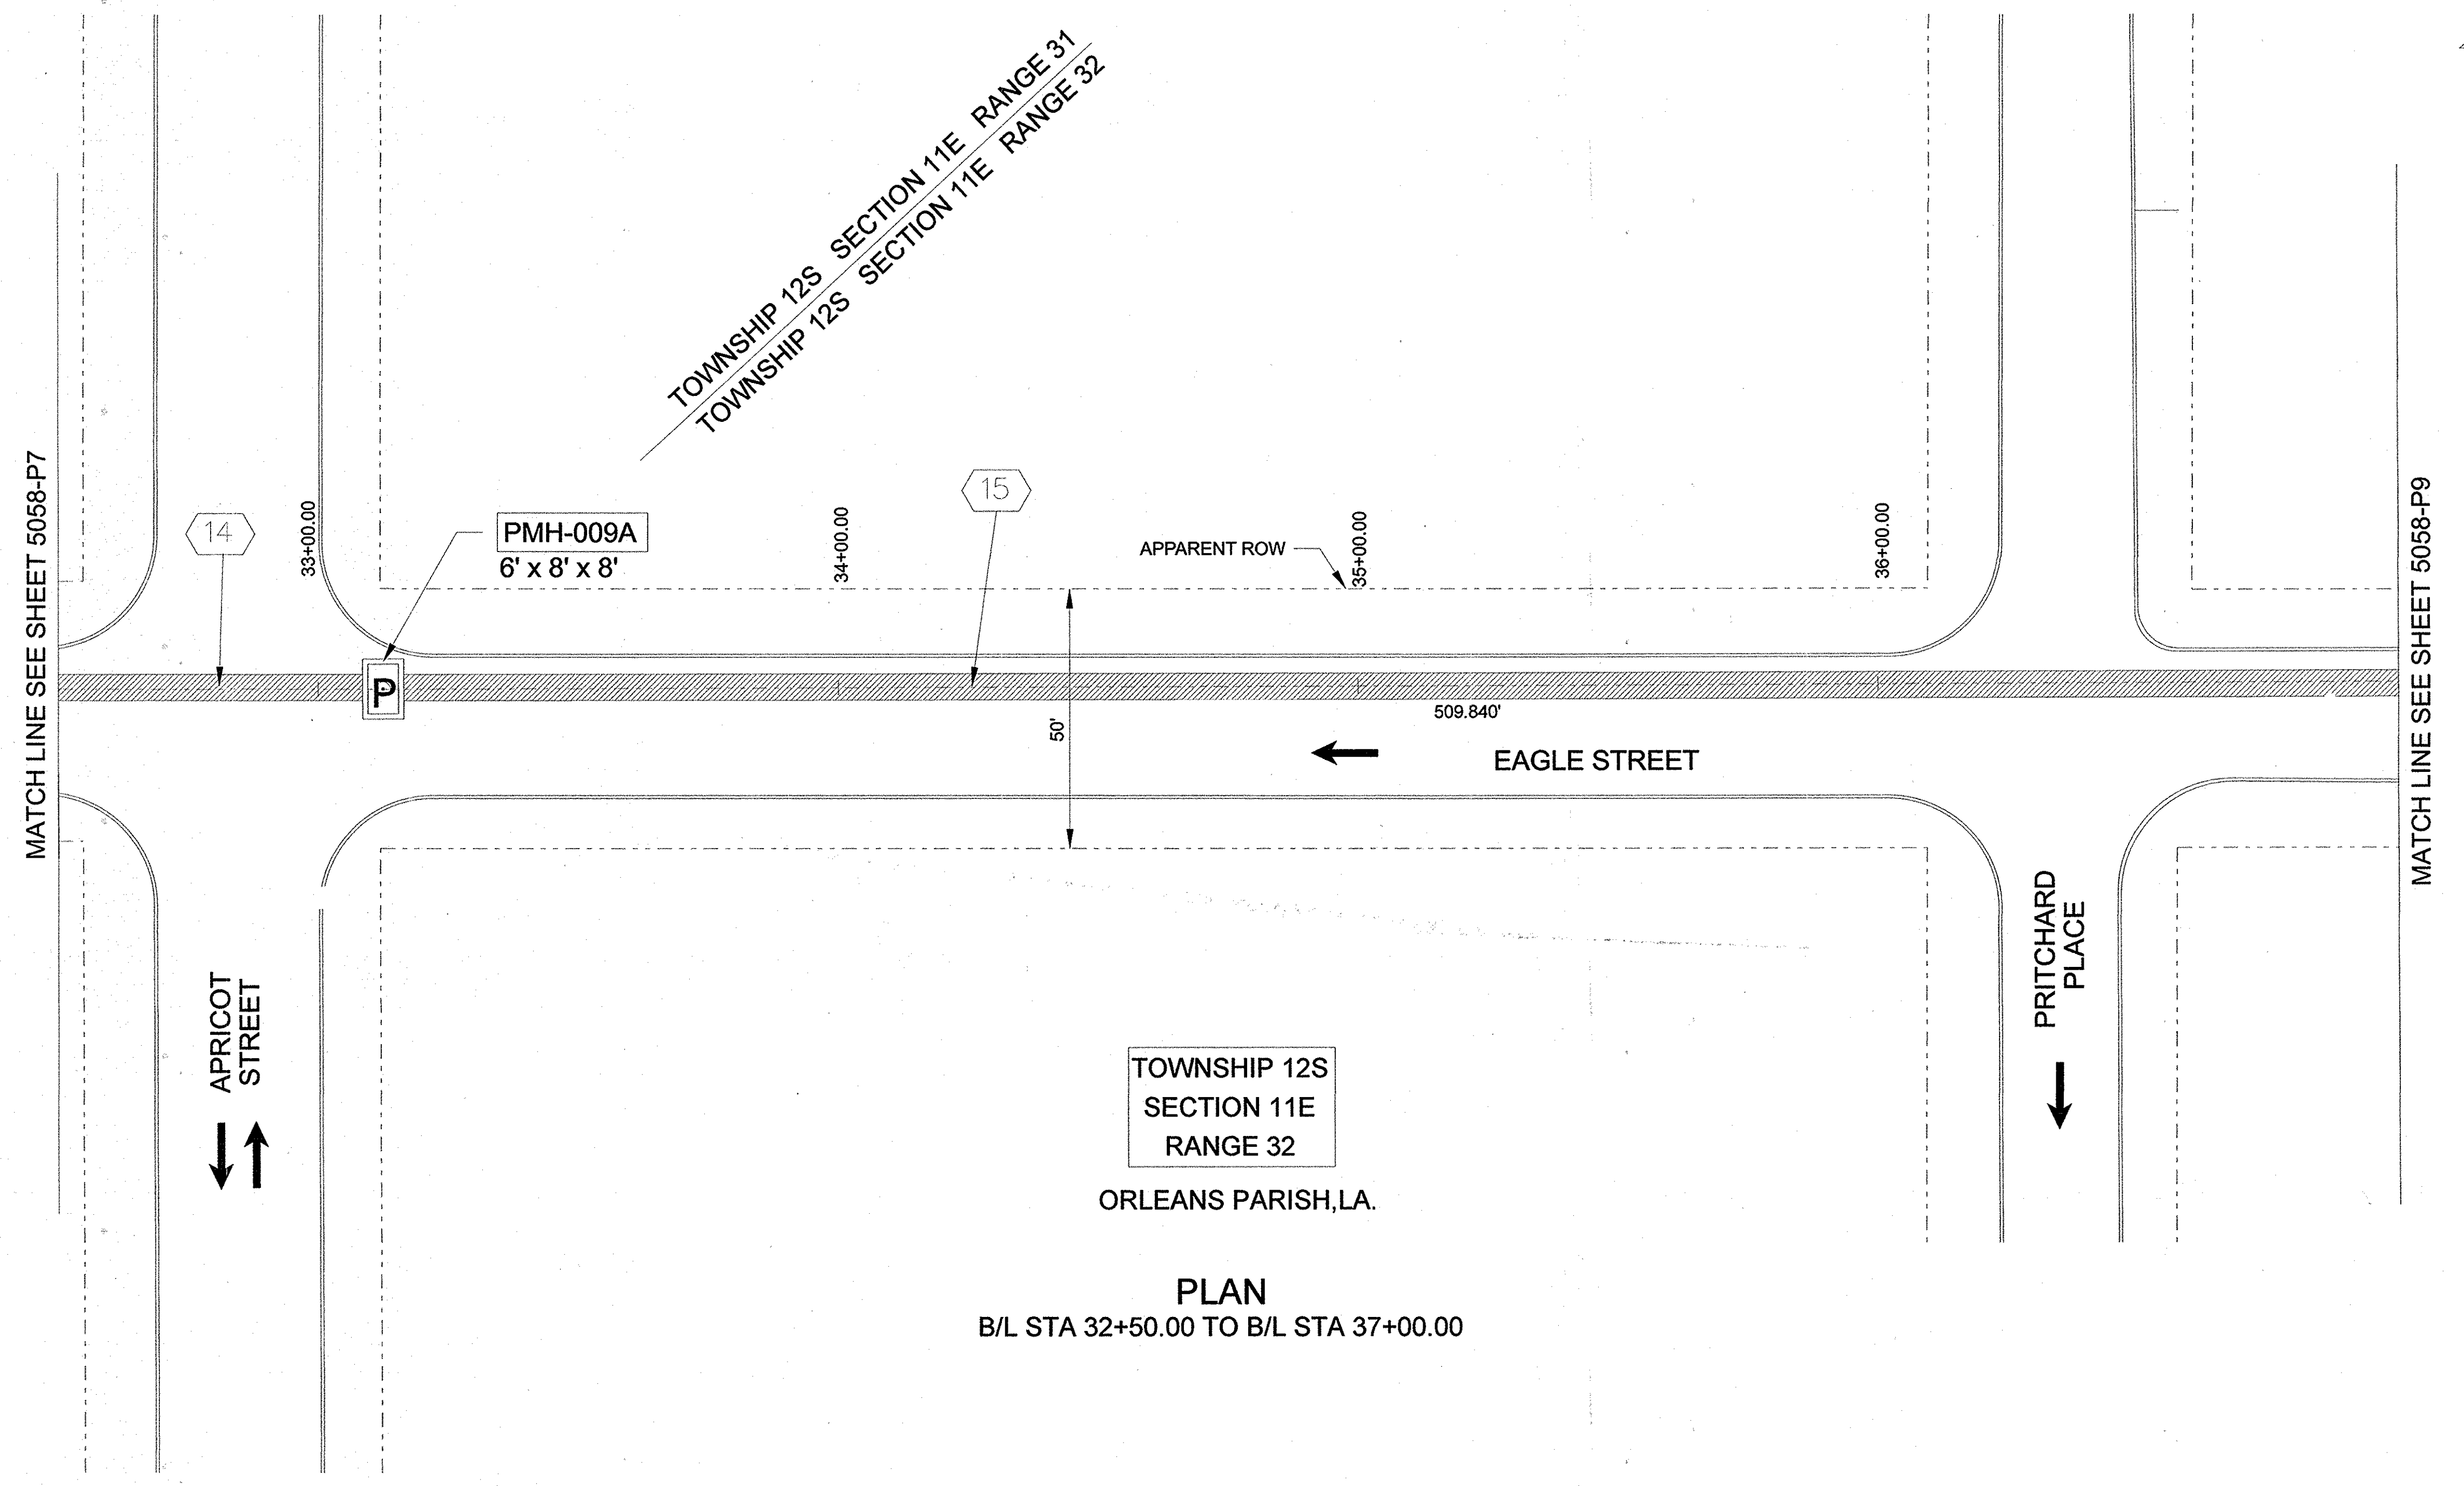 TOWNSHIP 12S SECTION 11E RANGE 31
TOWNSHIP 12S SECTION 11E RANGE 32
MATCH LINE SEE SHEET 5058-P7
14
33+00.00
PMH-009A
6' x 8' x 8'
34+00.00
15
APPARENT ROW
35+00.00
36+00.00
MATCH LINE SEE SHEET 5058-P9
P
509.840'
50'
EAGLE STREET
APRICOT
STREET
PRITCHARD
PLACE
TOWNSHIP 12S
SECTION 11E
RANGE 32
ORLEANS PARISH,LA.
PLAN
B/L STA 32+50.00 TO B/L STA 37+00.00